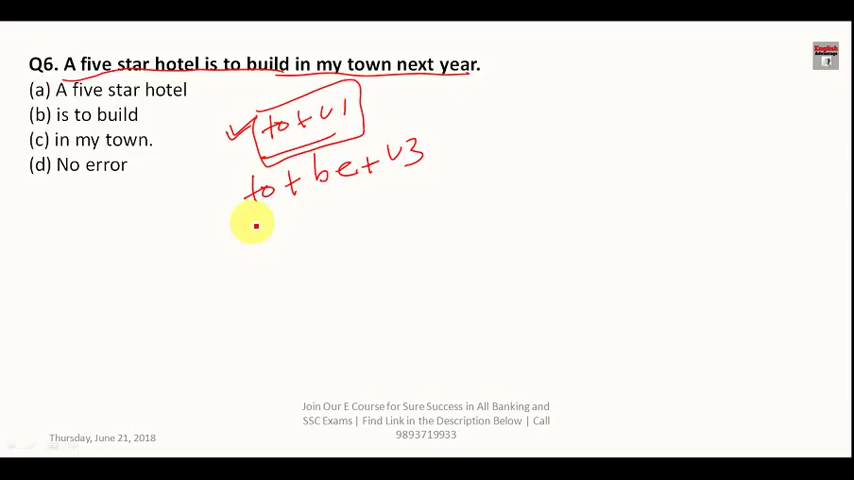 English
Advantage
Q6. A five star hotel is to build in my town next year.
(a) A five star hotel
(b) is to build
(c) in my town.
(d) No error
to + v1
to + be + v3
Join Our E Course for Sure Success in All Banking and
SSC Exams | Find Link in the Description Below | Call
9893719933
Thursday, June 21, 2018